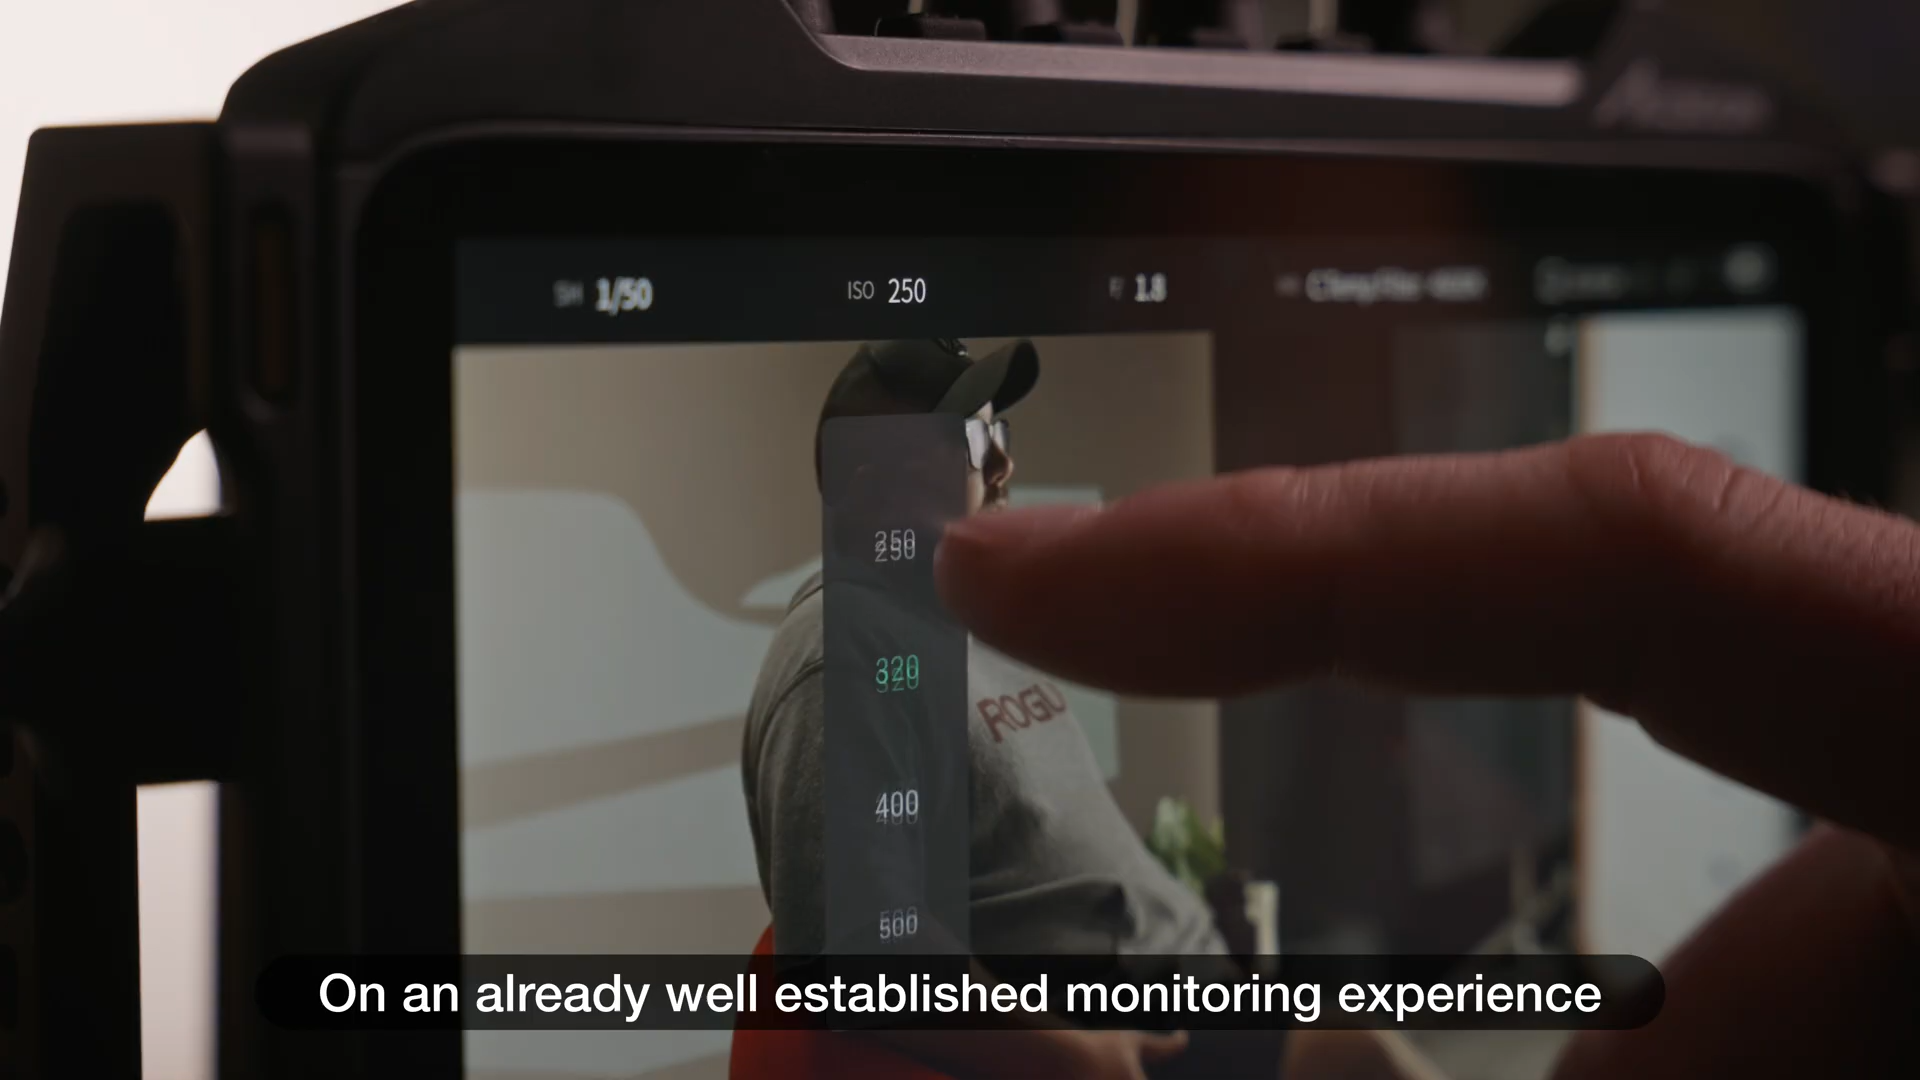 SH 1/50
ISO 250
F 1.8
250
320
ROGU
400
500
On an already well established monitoring experience